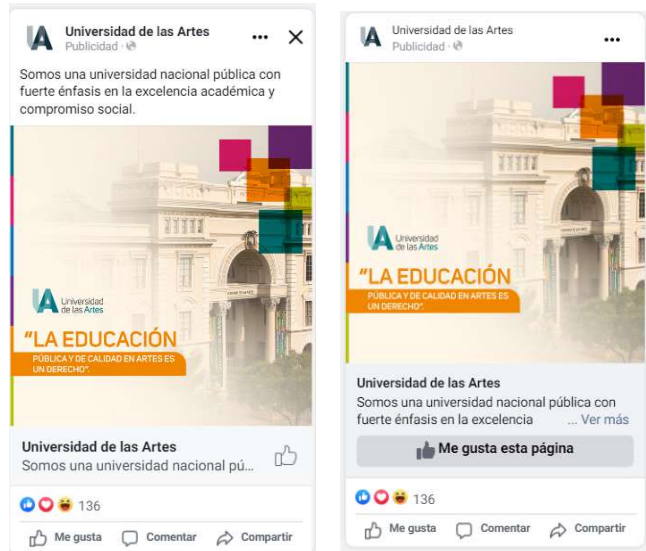 Universidad de las Artes
Publicidad ·
Somos una universidad nacional pública con
fuerte énfasis en la excelencia académica y
compromiso social.
UA Universidad
de las Artes
"LA EDUCACIÓN
PÚBLICA Y DE CALIDAD EN ARTES ES
UN DERECHO".
Universidad de las Artes
Somos una universidad nacional pú...
136
Me gusta Comentar Compartir
Universidad de las Artes
Publicidad ·
UA Universidad
de las Artes
"LA EDUCACIÓN
PÚBLICA Y DE CALIDAD EN ARTES ES
UN DERECHO".
Universidad de las Artes
Somos una universidad nacional pública con
fuerte énfasis en la excelencia ... Ver más
Me gusta esta página
136
Me gusta Comentar Compartir